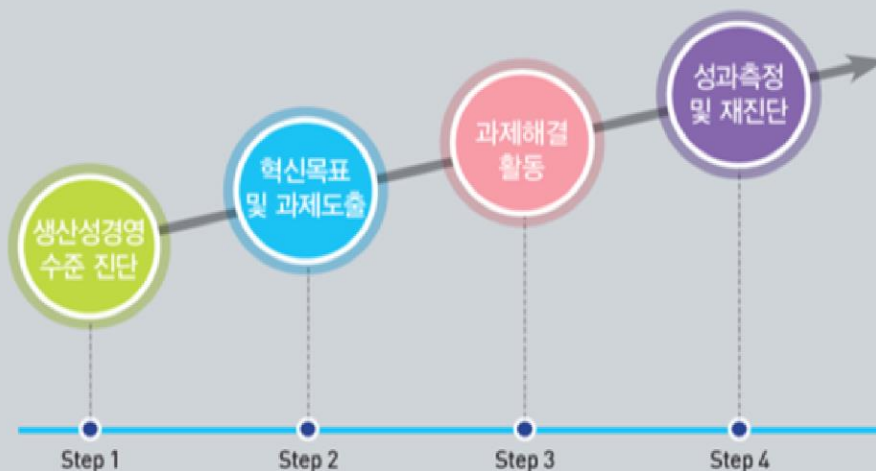 생산성경영
수준 진단
혁신목표
및 과제도출
과제해결
활동
성과측정
및 재진단
Step 1
Step 2
Step 3
Step 4